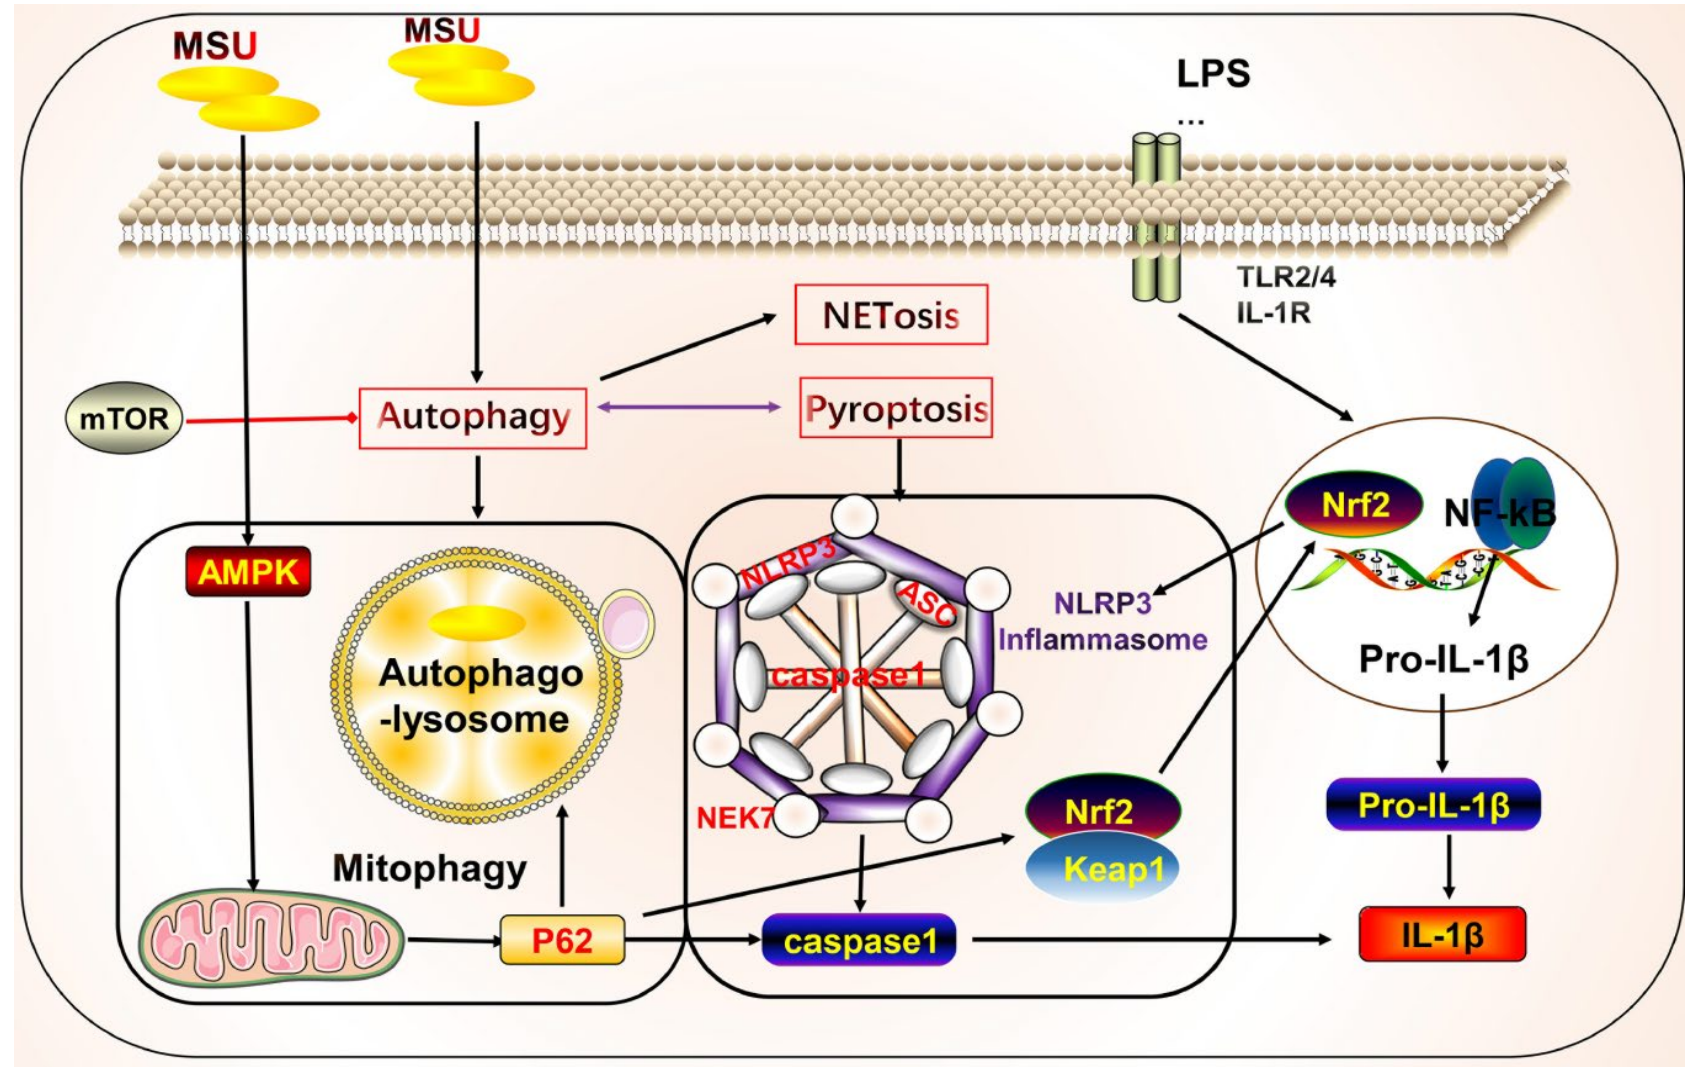 MSU
MSU
LPS
...
TLR2/4
IL-1R
NETosis
mTOR
Autophagy
Pyroptosis
AMPK
Autophago
-lysosome
Mitophagy
P62
NLRP3
ASC
caspase1
NEK7
NLRP3
Inflammasome
Nrf2
Keap1
caspase1
Nrf2
NF-kB
Pro-IL-1β
Pro-IL-1β
IL-1β